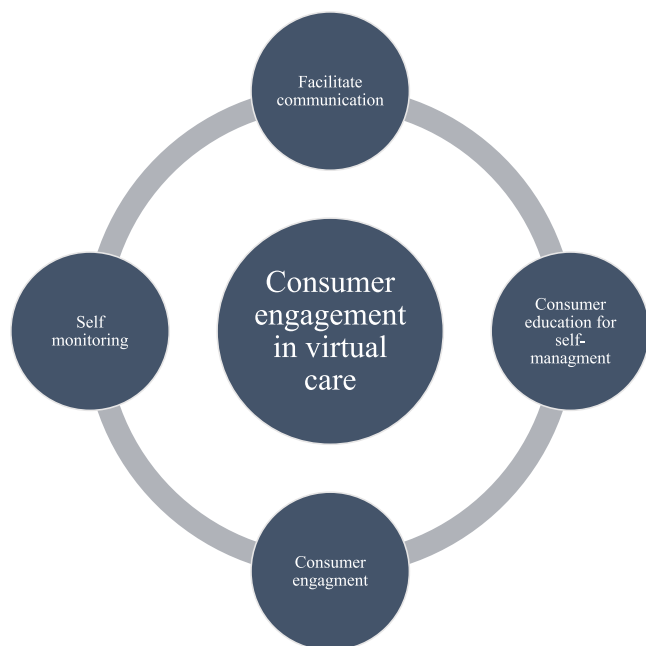 Facilitate
communication
Consumer
engagement
in virtual
care
Self
monitoring
Consumer
education for
self-
managment
Consumer
engagment